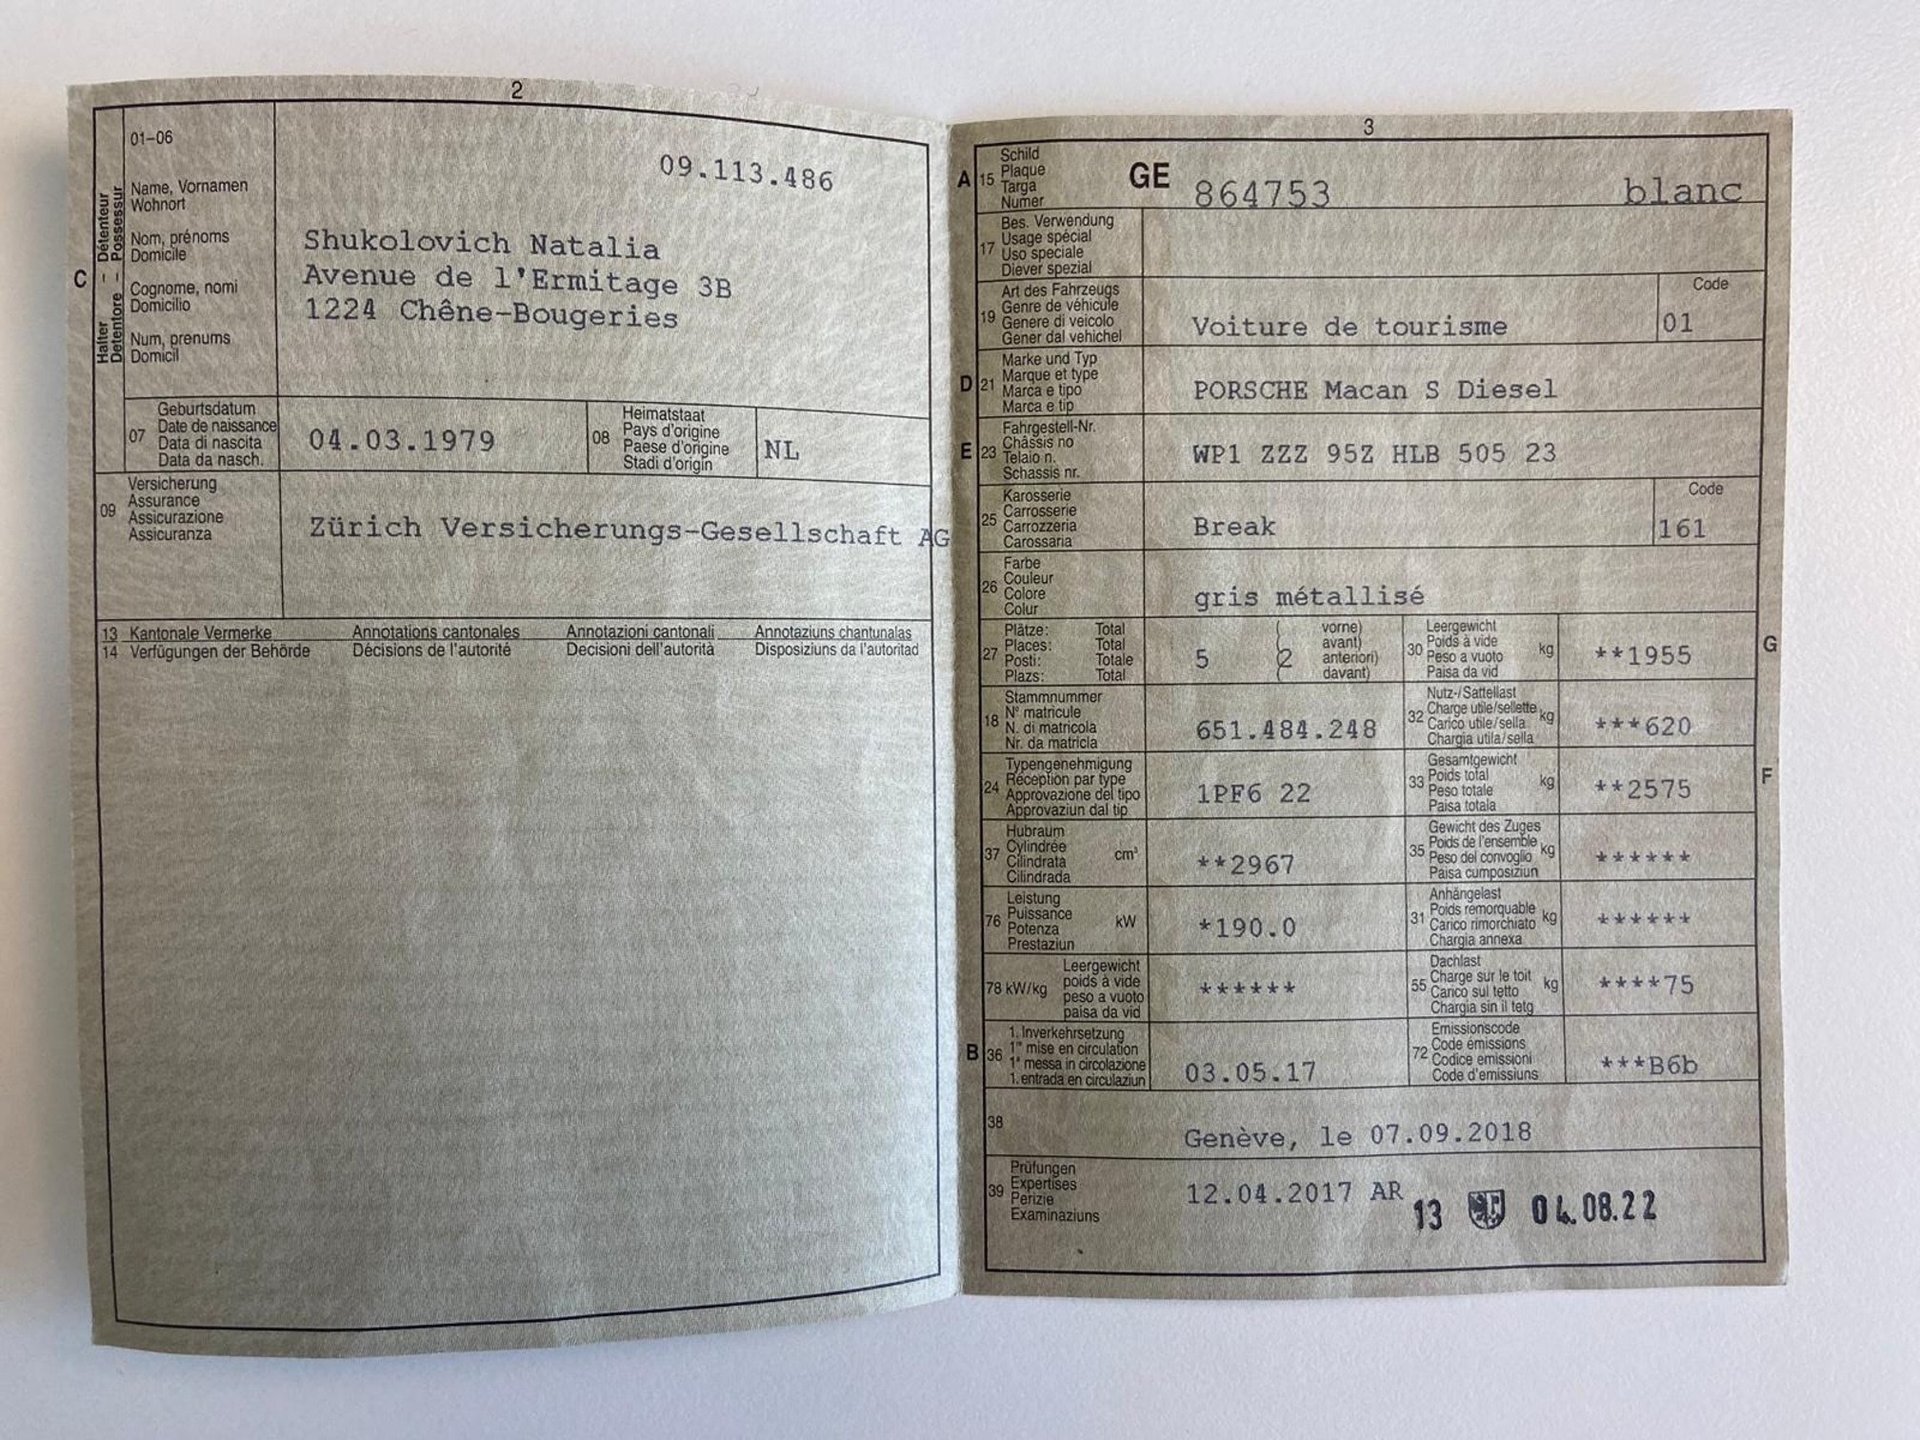 2
01-06
09.113.486
C
Halter – Détenteur
Detentore – Possessur
Name, Vornamen
Wohnort
Nom, prénoms
Domicile
Cognome, nomi
Domicilio
Num, prenums
Domicil
Shukolovich Natalia
Avenue de l'Ermitage 3B
1224 Chêne-Bougeries
07
Geburtsdatum
Date de naissance
Data di nascita
Data da nasch.
04.03.1979
08
Heimatstaat
Pays d'origine
Paese d'origine
Stadi d'origin
NL
09
Versicherung
Assurance
Assicurazione
Assicuranza
Zürich Versicherungs-Gesellschaft AG
13 Kantonale Vermerke Annotations cantonales Annotazioni cantonali Annotaziuns chantunalas
14 Verfügungen der Behörde Décisions de l'autorité Decisioni dell'autorità Disposiziuns da l'autoritad
3
A 15
Schild
Plaque
Targa
Numer
GE 864753 blanc
17
Bes. Verwendung
Usage spécial
Uso speciale
Diever spezial
19
Art des Fahrzeugs
Genre de véhicule
Genere di veicolo
Gener dal vehichel
Voiture de tourisme
Code
01
D 21
Marke und Typ
Marque et type
Marca e tipo
Marca e tip
PORSCHE Macan S Diesel
E 23
Fahrgestell-Nr.
Châssis no
Telaio n.
Schassis nr.
WP1 ZZZ 95Z HLB 505 23
25
Karosserie
Carrosserie
Carrozzeria
Carossaria
Break
Code
161
26
Farbe
Couleur
Colore
Colur
gris métallisé
27
Plätze: Total
Places: Total
Posti: Totale
Plazs: Total
5
( vorne)
( avant)
2 anteriori)
( davant)
30
Leergewicht
Poids à vide
Peso a vuoto
Paisa da vid
kg
**1955
G
18
Stammnummer
N° matricule
N. di matricola
Nr. da matricla
651.484.248
32
Nutz-/Sattellast
Charge utile/sellette
Carico utile/sella
Chargia utila/sella
kg
***620
24
Typengenehmigung
Réception par type
Approvazione del tipo
Approvaziun dal tip
1PF6 22
33
Gesamtgewicht
Poids total
Peso totale
Paisa totala
kg
**2575
F
37
Hubraum
Cylindrée
Cilindrata
Cilindrada
cm³
**2967
35
Gewicht des Zuges
Poids de l'ensemble
Peso del convoglio
Paisa cumposiziun
kg
******
76
Leistung
Puissance
Potenza
Prestaziun
kW
*190.0
31
Anhängelast
Poids remorquable
Carico rimorchiato
Chargia annexa
kg
******
78 kW/kg
Leergewicht
poids à vide
peso a vuoto
paisa da vid
******
55
Dachlast
Charge sur le toit
Carico sul tetto
Chargia sin il tetg
kg
****75
B 36
1. Inverkehrsetzung
1re mise en circulation
1a messa in circolazione
1. entrada en circulaziun
03.05.17
72
Emissionscode
Code émissions
Codice emissioni
Code d'emissiuns
***B6b
38
Genève, le 07.09.2018
39
Prüfungen
Expertises
Perizie
Examinaziuns
12.04.2017 AR
13 04.08.22